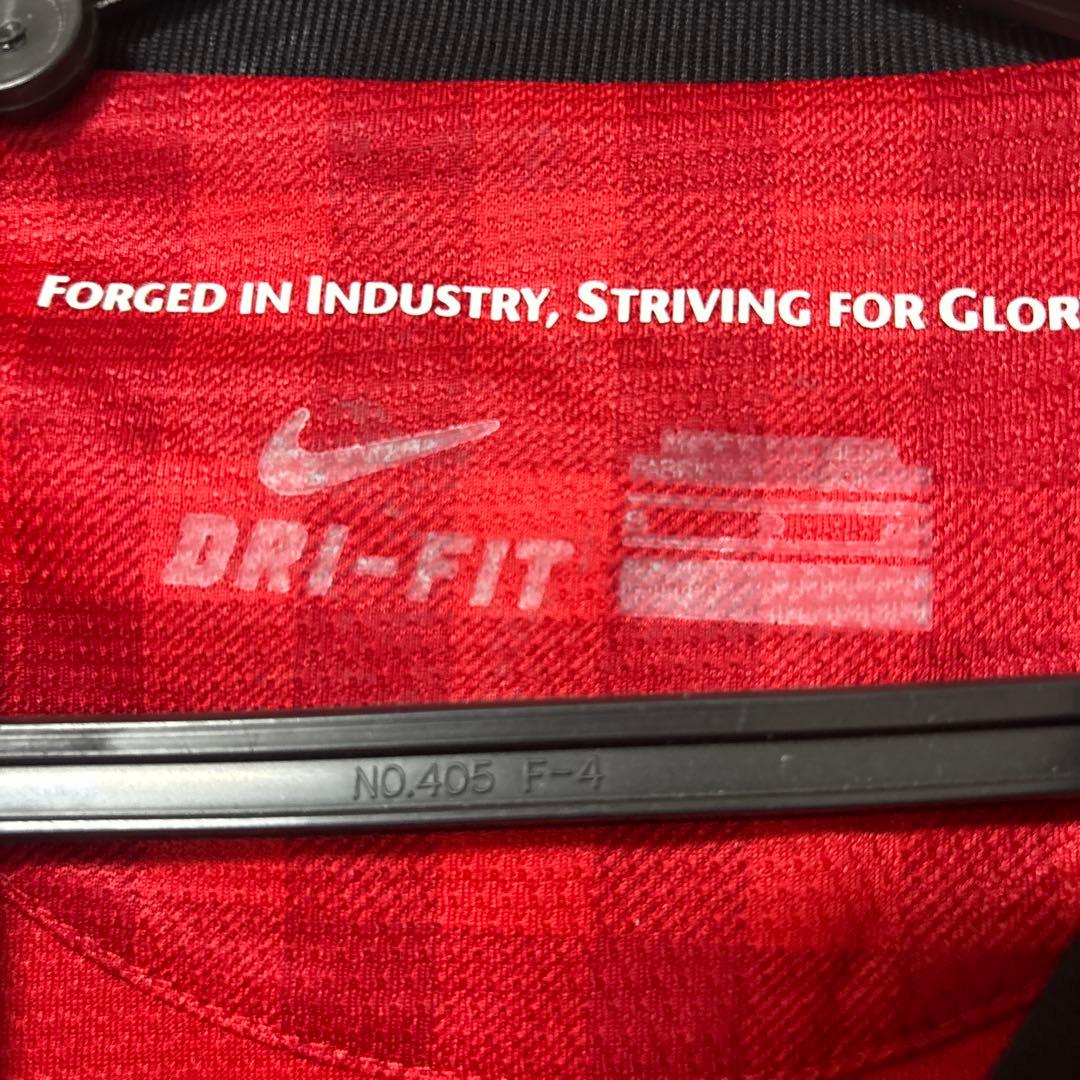 FORGED IN INDUSTRY, STRIVING FOR GLOR
DRI-FIT
NO.405 F-4